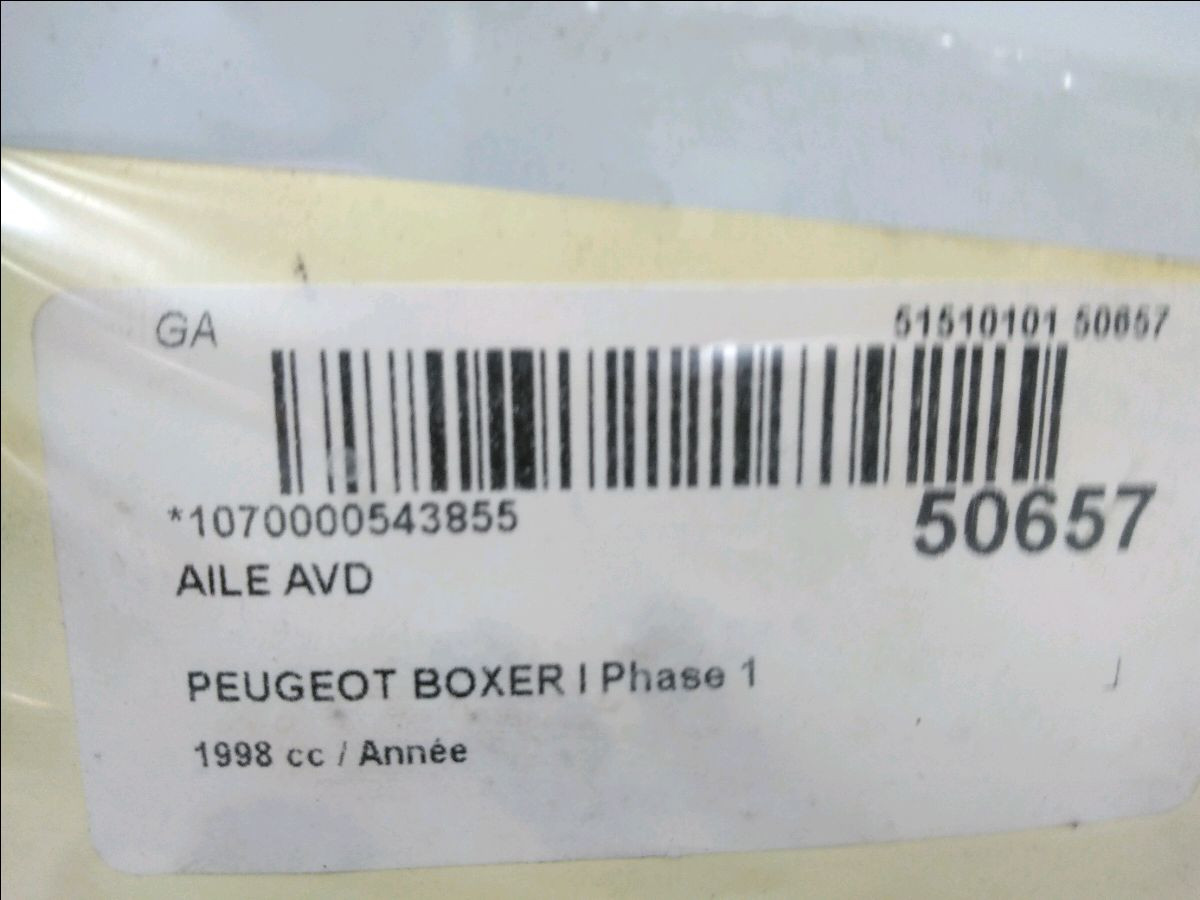 GA
51510101 50657
*1070000543855
50657
AILE AVD
PEUGEOT BOXER I Phase 1
1998 cc / Année